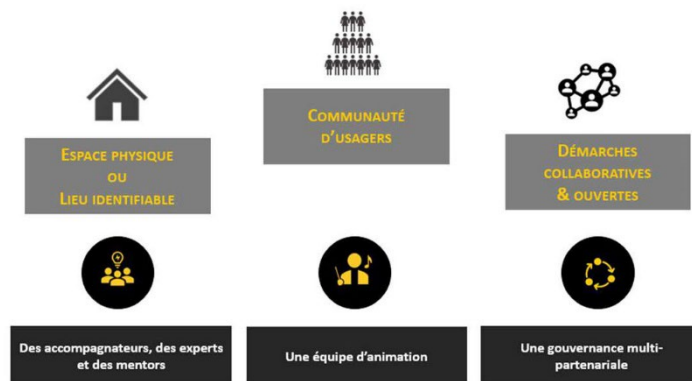 COMMUNAUTÉ
D'USAGERS
ESPACE PHYSIQUE
OU
LIEU IDENTIFIABLE
DÉMARCHES
COLLABORATIVES
& OUVERTES
Des accompagnateurs, des experts
et des mentors
Une équipe d'animation
Une gouvernance multi-
partenariale